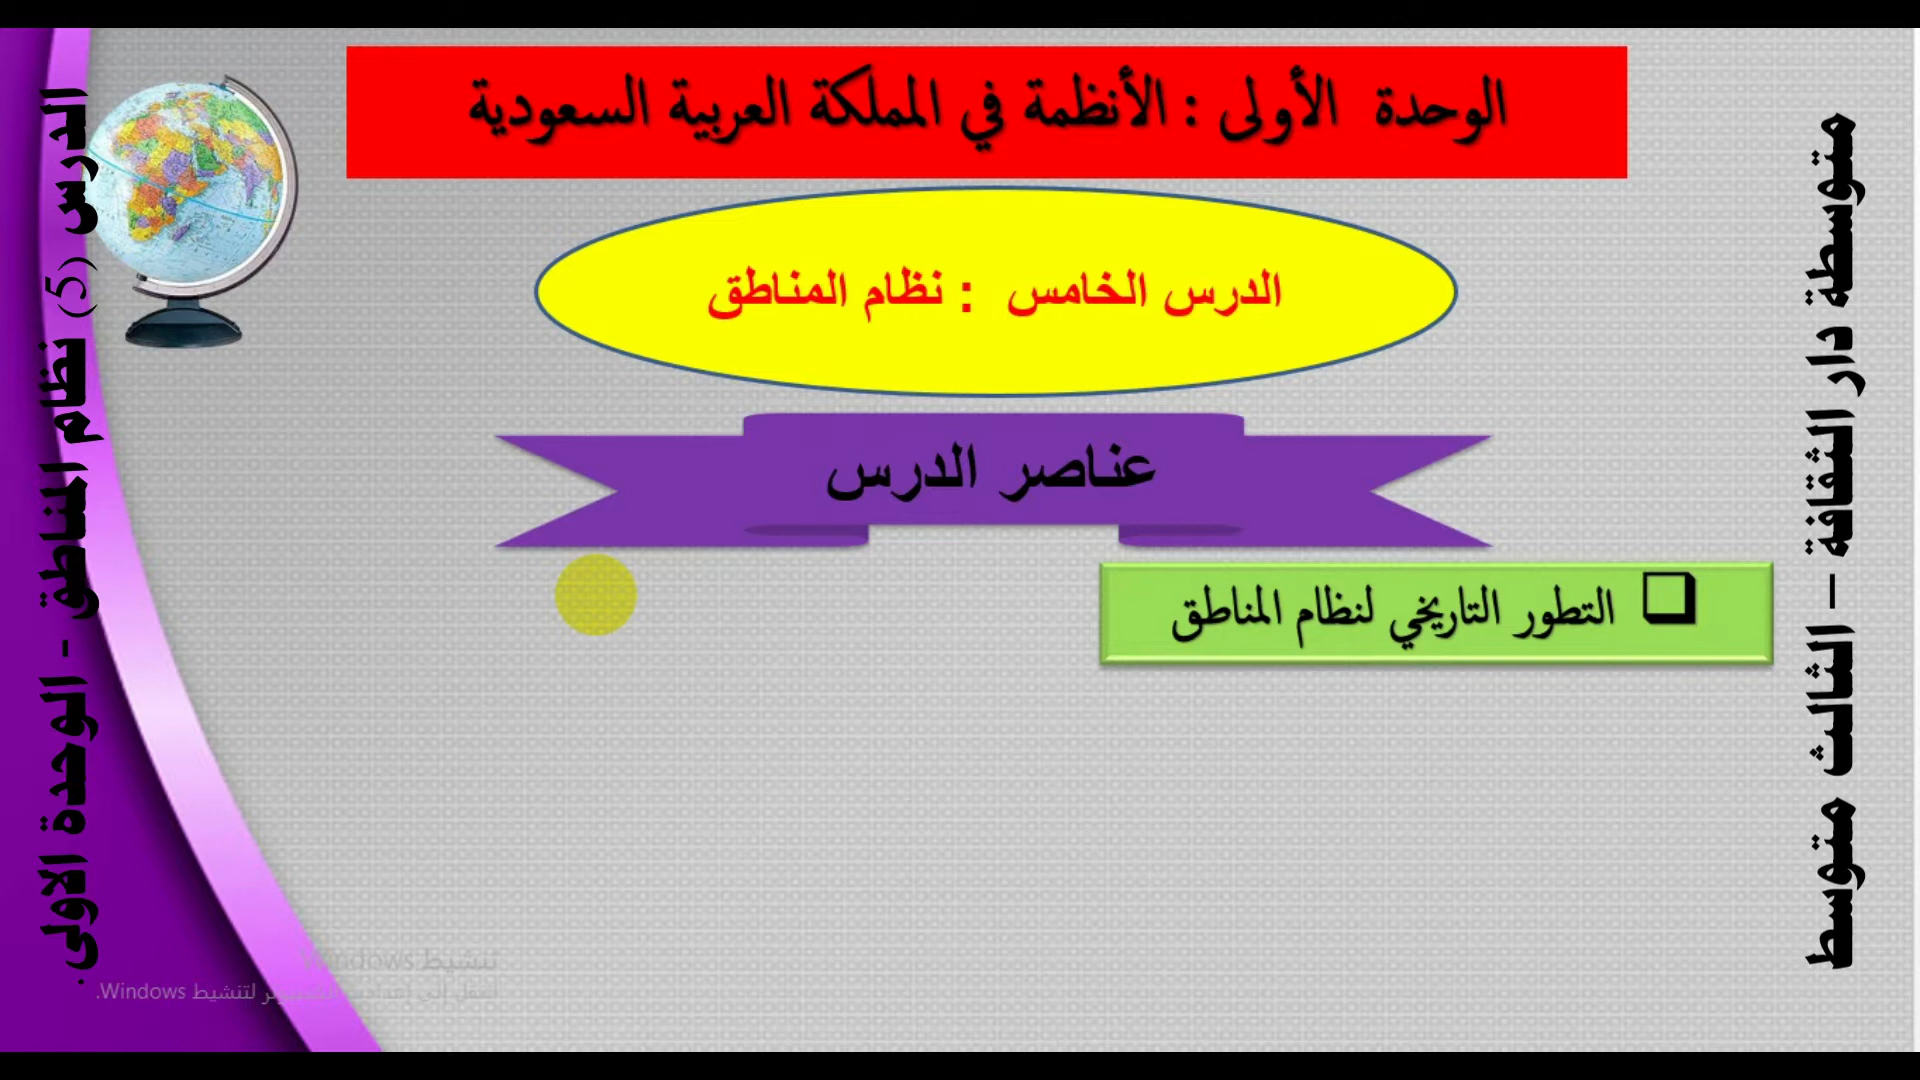 الوحدة الأولى : الأنظمة في المملكة العربية السعودية
الدرس الخامس : نظام المناطق
عناصر الدرس
التطور التاريخي لنظام المناطق
متوسطة دار الثقافة – الثالث متوسط
الدرس (5) نظام المناطق - الوحدة الاولى.
تنشيط Windows
انتقل إلى إعدادات الكمبيوتر لتنشيط Windows.